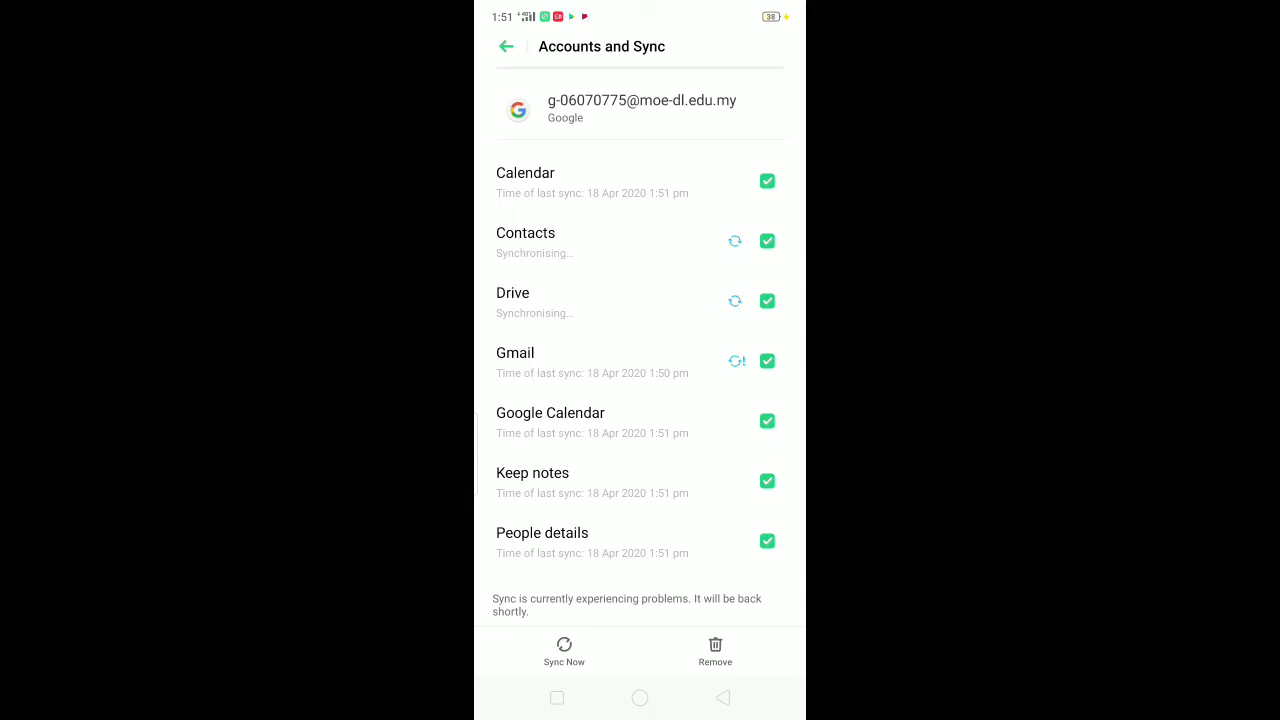 1:51
38
Accounts and Sync
g-06070775@moe-dl.edu.my
Google
Calendar
Time of last sync: 18 Apr 2020 1:51 pm
Contacts
Synchronising...
Drive
Synchronising...
Gmail
Time of last sync: 18 Apr 2020 1:50 pm
Google Calendar
Time of last sync: 18 Apr 2020 1:51 pm
Keep notes
Time of last sync: 18 Apr 2020 1:51 pm
People details
Time of last sync: 18 Apr 2020 1:51 pm
Sync is currently experiencing problems. It will be back
shortly.
Sync Now
Remove